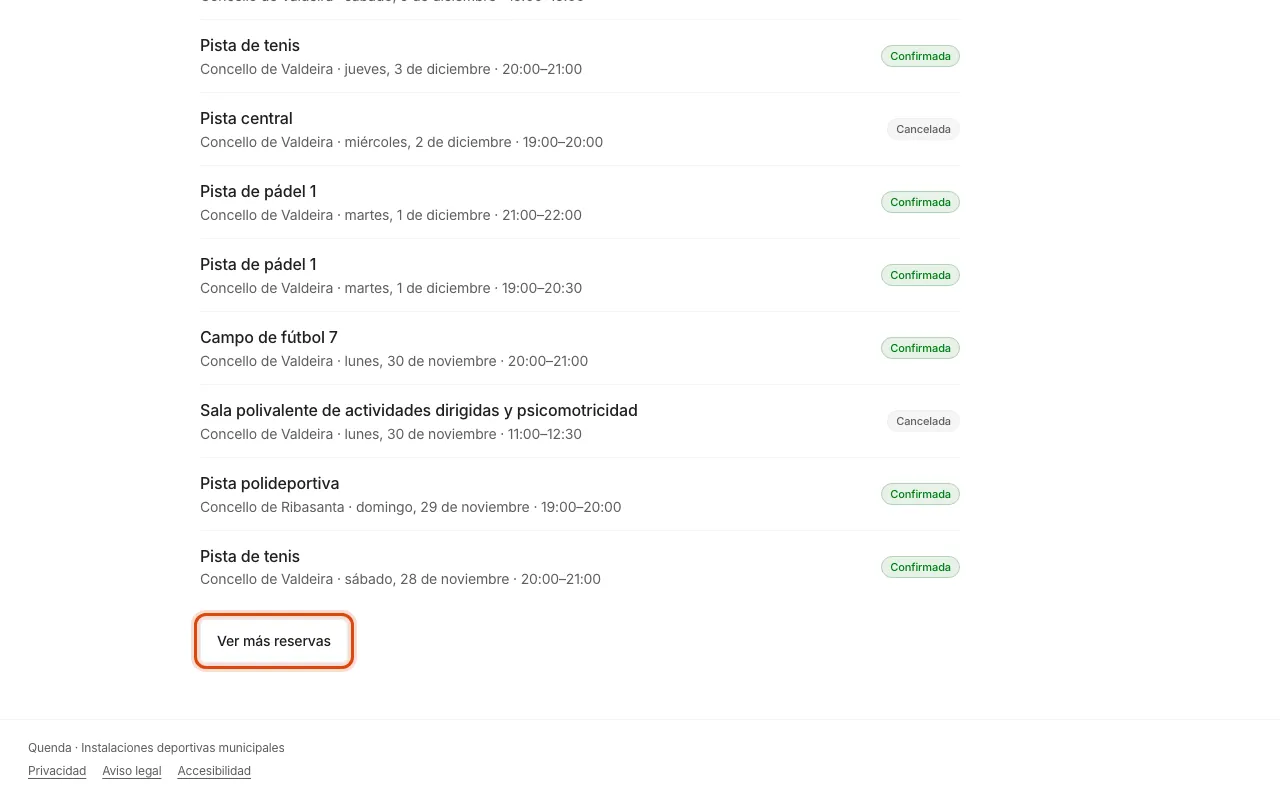 Pista de tenis
Concello de Valdeira · jueves, 3 de diciembre · 20:00–21:00
Confirmada
Pista central
Concello de Valdeira · miércoles, 2 de diciembre · 19:00–20:00
Cancelada
Pista de pádel 1
Concello de Valdeira · martes, 1 de diciembre · 21:00–22:00
Confirmada
Pista de pádel 1
Concello de Valdeira · martes, 1 de diciembre · 19:00–20:30
Confirmada
Campo de fútbol 7
Concello de Valdeira · lunes, 30 de noviembre · 20:00–21:00
Confirmada
Sala polivalente de actividades dirigidas y psicomotricidad
Concello de Valdeira · lunes, 30 de noviembre · 11:00–12:30
Cancelada
Pista polideportiva
Concello de Ribasanta · domingo, 29 de noviembre · 19:00–20:00
Confirmada
Pista de tenis
Concello de Valdeira · sábado, 28 de noviembre · 20:00–21:00
Confirmada
Ver más reservas
Quenda · Instalaciones deportivas municipales
Privacidad Aviso legal Accesibilidad